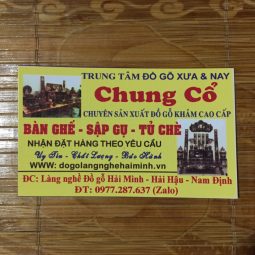 TRUNG TÂM ĐỒ GỖ XƯA & NAY
Chung Cổ
CHUYÊN SẢN XUẤT ĐỒ GỖ KHẢM CAO CẤP
BÀN GHẾ - SẬP GỤ - TỦ CHÈ
NHẬN ĐẶT HÀNG THEO YÊU CẦU
Uy Tín - Chất Lượng - Bảo Hành
WWW: dogolangnghehaiminh.vn
ĐC: Làng nghề Đồ gỗ Hải Minh - Hải Hậu - Nam Định
ĐT: 0977.287.637 (Zalo)